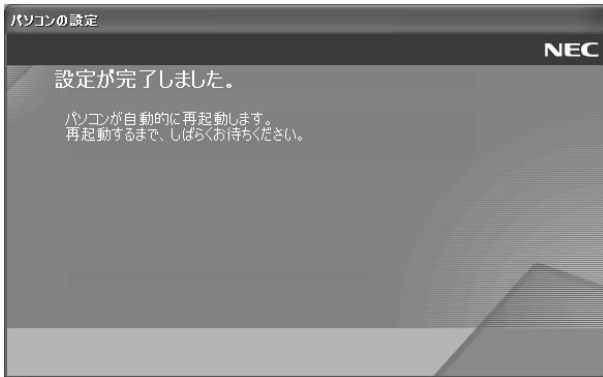 パソコンの設定
NEC
設定が完了しました。
パソコンが自動的に再起動します。
再起動するまで、しばらくお待ちください。